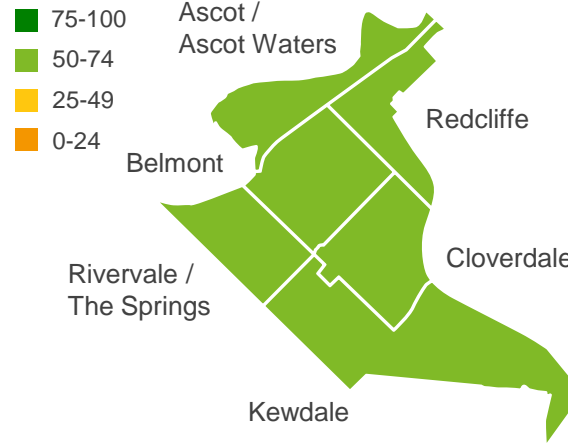 75-100
50-74
25-49
0-24
Ascot /
Ascot Waters
Redcliffe
Belmont
Cloverdale
Rivervale /
The Springs
Kewdale